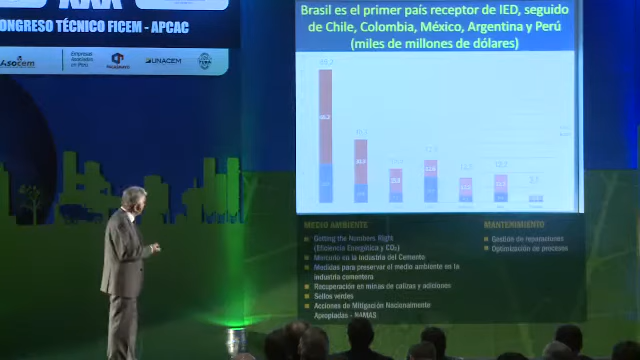 XXX
CONGRESO TÉCNICO FICEM - APCAC
Asocem
Empresas
Asociadas
en Perú
UNACEM
YURA
Brasil es el primer país receptor de IED, seguido
de Chile, Colombia, México, Argentina y Perú
(miles de millones de dólares)
MEDIO AMBIENTE
Getting the Numbers Right
(Eficiencia Energética y CO₂)
Mercado en la industria del Cemento
Medidas para preservar el medio ambiente en la
industria cementera
Recuperación en minas de calizas y adiciones
Sellos verdes
Acciones de Mitigación Nacionalmente
Apropiadas - NAMAS
MANTENIMIENTO
Gestión de reparaciones
Optimización de procesos